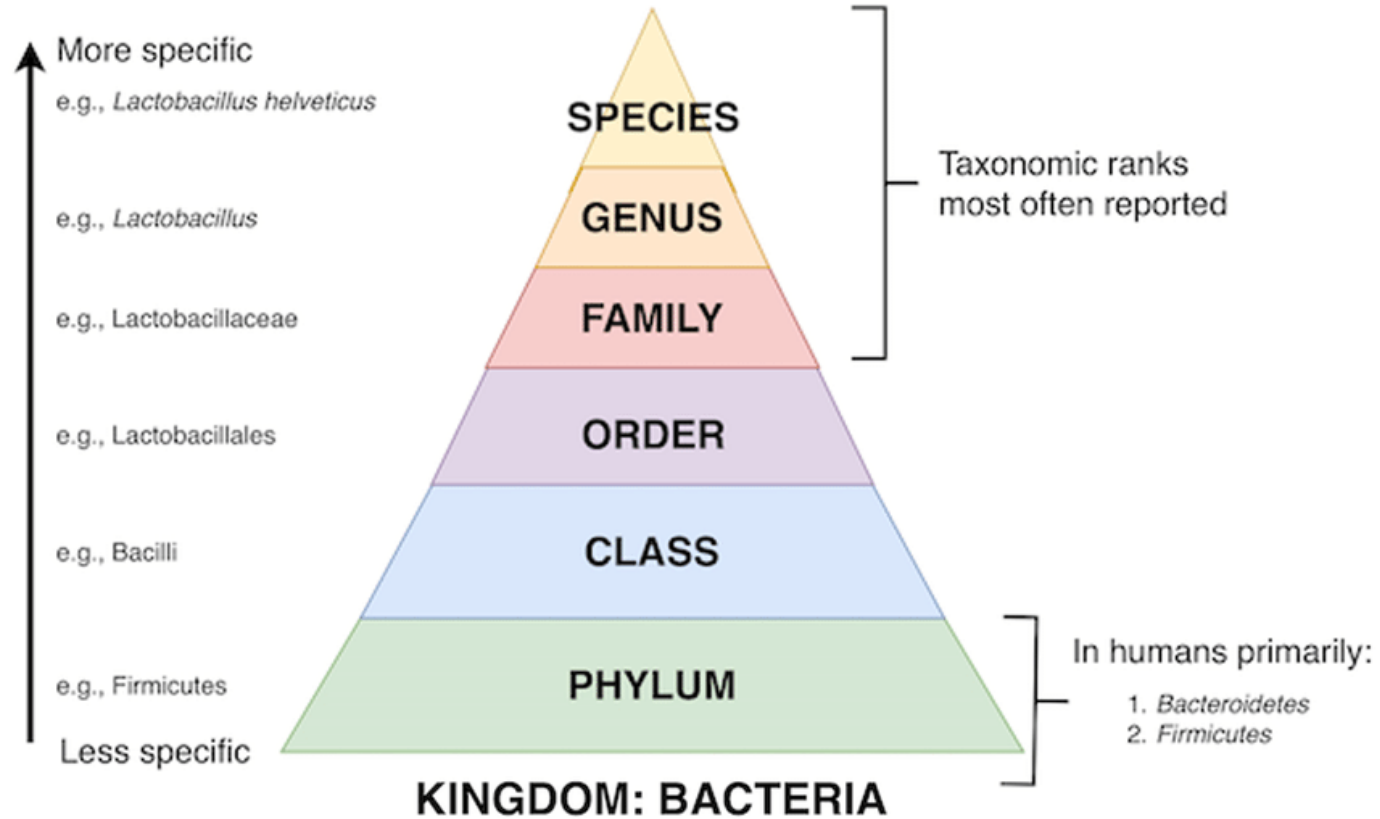 More specific
e.g., Lactobacillus helveticus
SPECIES
Taxonomic ranks
most often reported
e.g., Lactobacillus
GENUS
e.g., Lactobacillaceae
FAMILY
e.g., Lactobacillales
ORDER
e.g., Bacilli
CLASS
e.g., Firmicutes
PHYLUM
In humans primarily:
1. Bacteroidetes
2. Firmicutes
Less specific
KINGDOM: BACTERIA